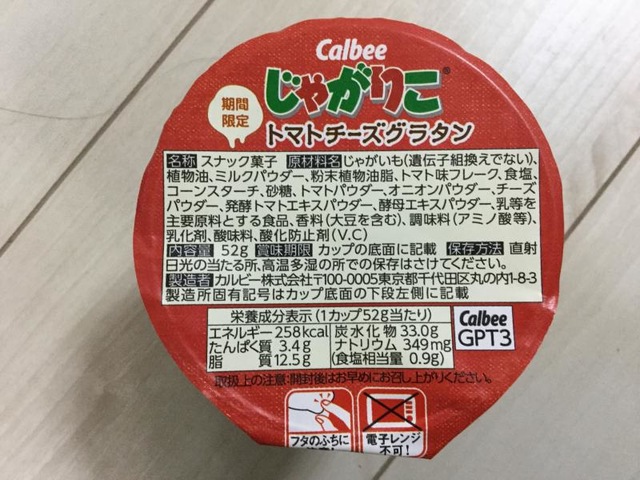 Calbee
期間
限定
じゃがりこ®
トマトチーズグラタン
名称 スナック菓子 原材料名 じゃがいも(遺伝子組換えでない)、
植物油、ミルクパウダー、粉末植物油脂、トマト味フレーク、食塩、
コーンスターチ、砂糖、トマトパウダー、オニオンパウダー、チーズ
パウダー、発酵トマトエキスパウダー、酵母エキスパウダー、乳等を
主要原料とする食品、香料(大豆を含む)、調味料(アミノ酸等)、
乳化剤、酸味料、酸化防止剤(V.C)
内容量 52g 賞味期限 カップの底面に記載 保存方法 直射
日光の当たる所、高温多湿の所での保存はさけてください。
製造者 カルビー株式会社〒100-0005東京都千代田区丸の内1-8-3
製造所固有記号はカップ底面の下段左側に記載
栄養成分表示(1カップ52g当たり)
エネルギー 258kcal 炭水化物 33.0g
たんぱく質 3.4g ナトリウム 349mg
脂質 12.5g (食塩相当量 0.9g)
Calbee
GPT3
取扱上の注意:開封後はお早めにお召し上がりください。
フタのふちに
電子レンジ
不可!